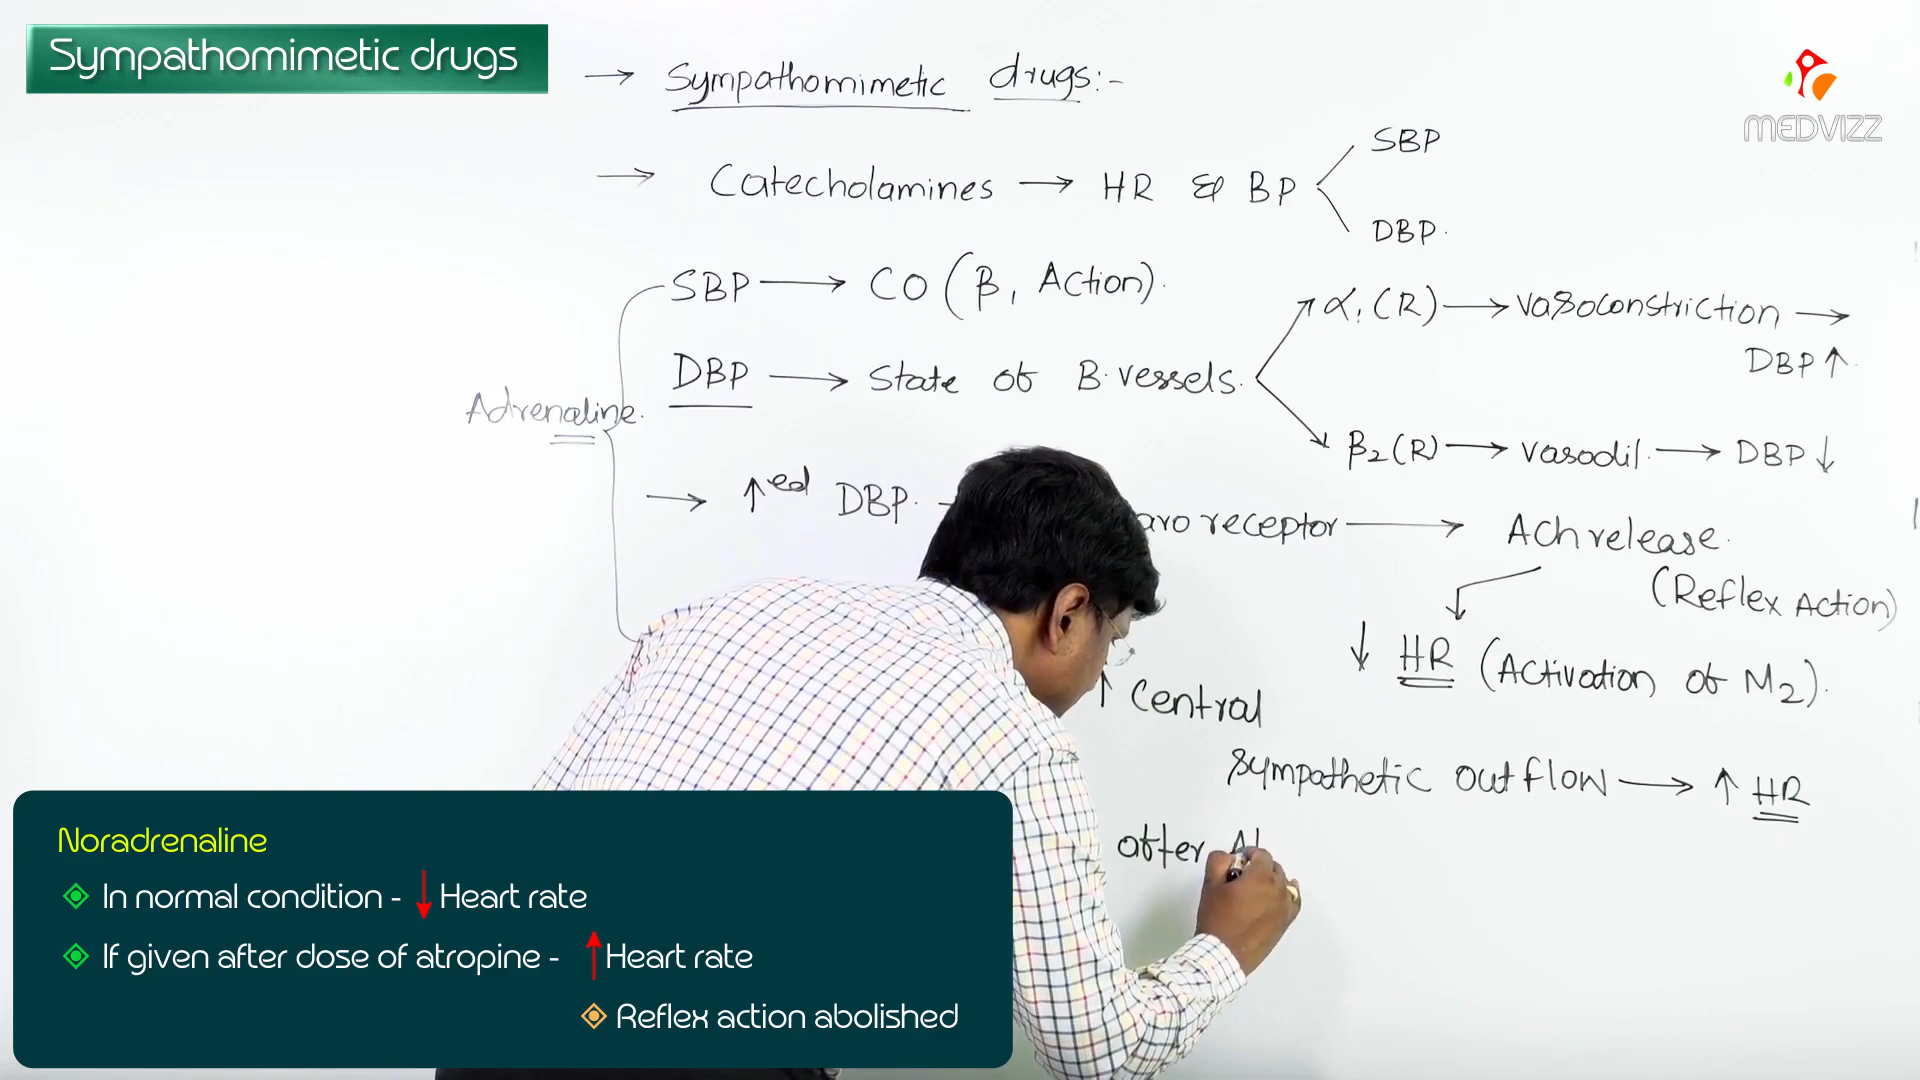 Sympathomimetic drugs
MEDVIZZ
→ Sympathomimetic drugs:-
→ Catecholamines → HR & BP
SBP
DBP.
SBP → CO (β1 Action).
DBP → State of B.vessels.
α1 (R) → vasoconstriction →
DBP ↑.
β2 (R) → vasodil. → DBP ↓
Adrenaline.
→ ↑ed DBP. → aro receptor → Ach release.
(Reflex Action)
↓ HR (Activation of M2).
↑ Central
Sympathetic outflow → ↑ HR
after
Noradrenaline
In normal condition - ↓ Heart rate
If given after dose of atropine - ↑ Heart rate
Reflex action abolished